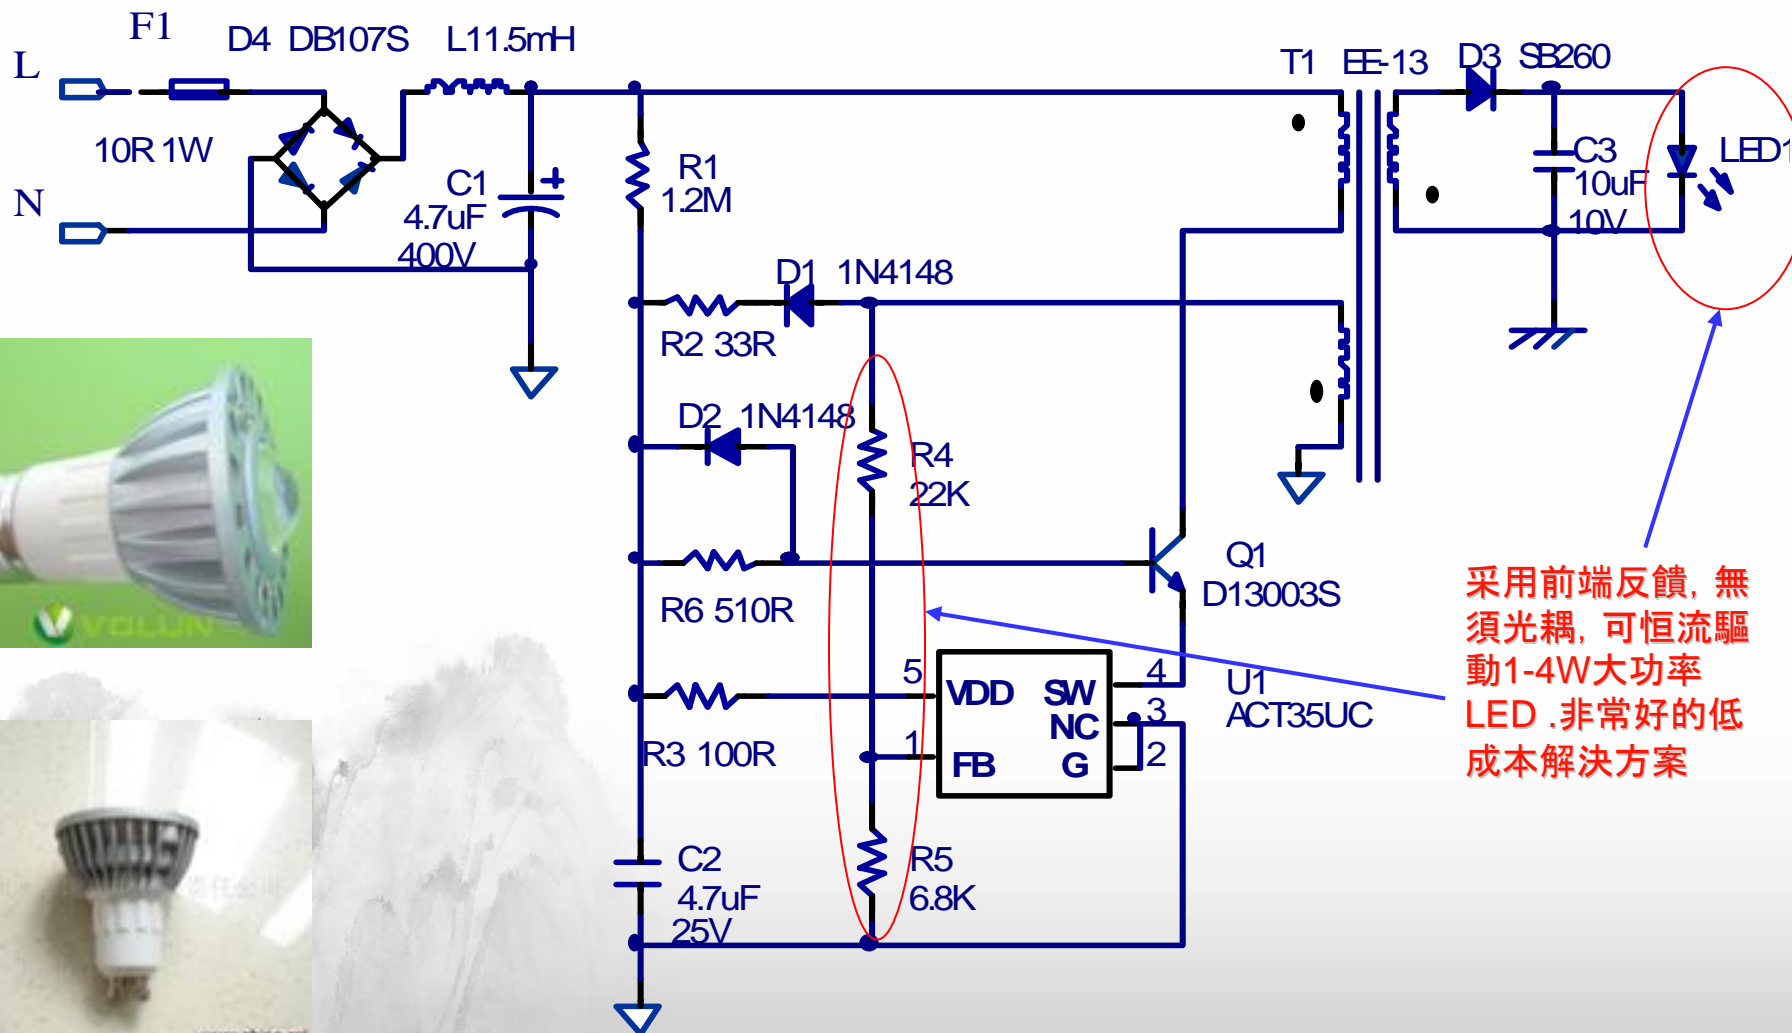 F1
D4 DB107S
L11.5mH
L
10R 1W
N
C1
4.7uF
400V
R1
1.2M
T1 EE-13
D3 SB260
C3
10uF
10V
LED1
D1 1N4148
R2 33R
D2 1N4148
R4
22K
R6 510R
Q1
D13003S
5
VDD
SW
4
NC
3
1
FB
G
2
U1
ACT35UC
R3 100R
C2
4.7uF
25V
R5
6.8K
采用前端反饋, 無
須光耦, 可恒流驅
動1-4W大功率
LED .非常好的低
成本解決方案
VOLUN